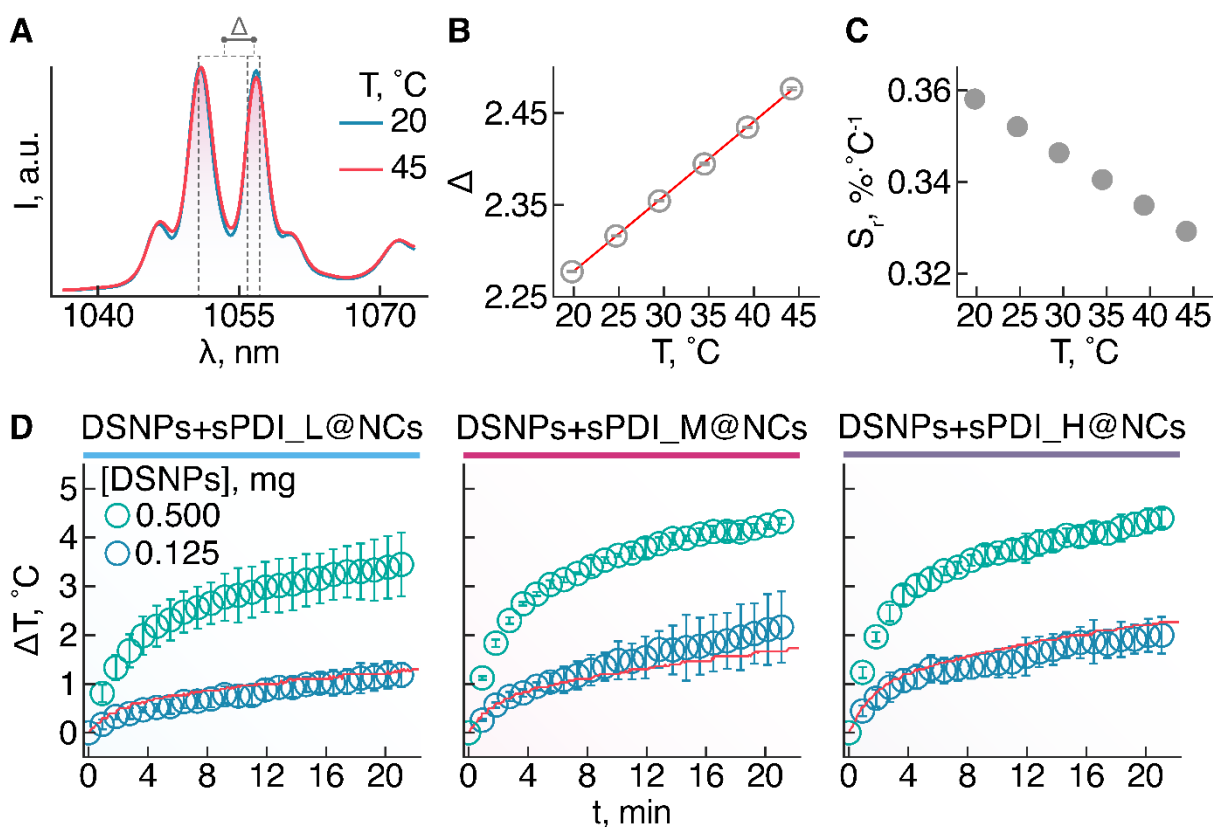 A
Δ
T, °C
20
45
I, a.u.
1040
1055
1070
λ, nm
B
2.45
2.35
2.25
Δ
20
25
30
35
40
45
T, °C
C
0.36
0.34
0.32
Sr, %·°C-1
20
25
30
35
40
45
T, °C
D
DSNPs+sPDI_L@NCs
DSNPs+sPDI_M@NCs
DSNPs+sPDI_H@NCs
[DSNPs], mg
0.500
0.125
5
4
3
2
1
0
ΔT, °C
0
4
8
12
16
20
0
4
8
12
16
20
0
4
8
12
16
20
t, min